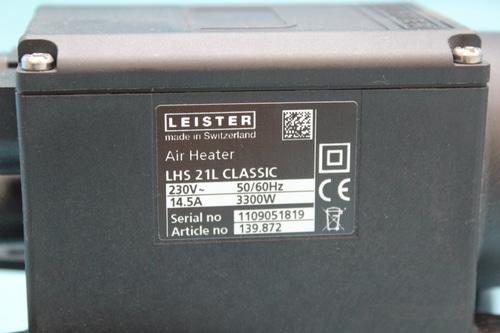 LEISTER
made in Switzerland
Air Heater
LHS 21L CLASSIC
230V~ 50/60Hz
14.5A 3300W
Serial no 1109051819
Article no 139.872
CE